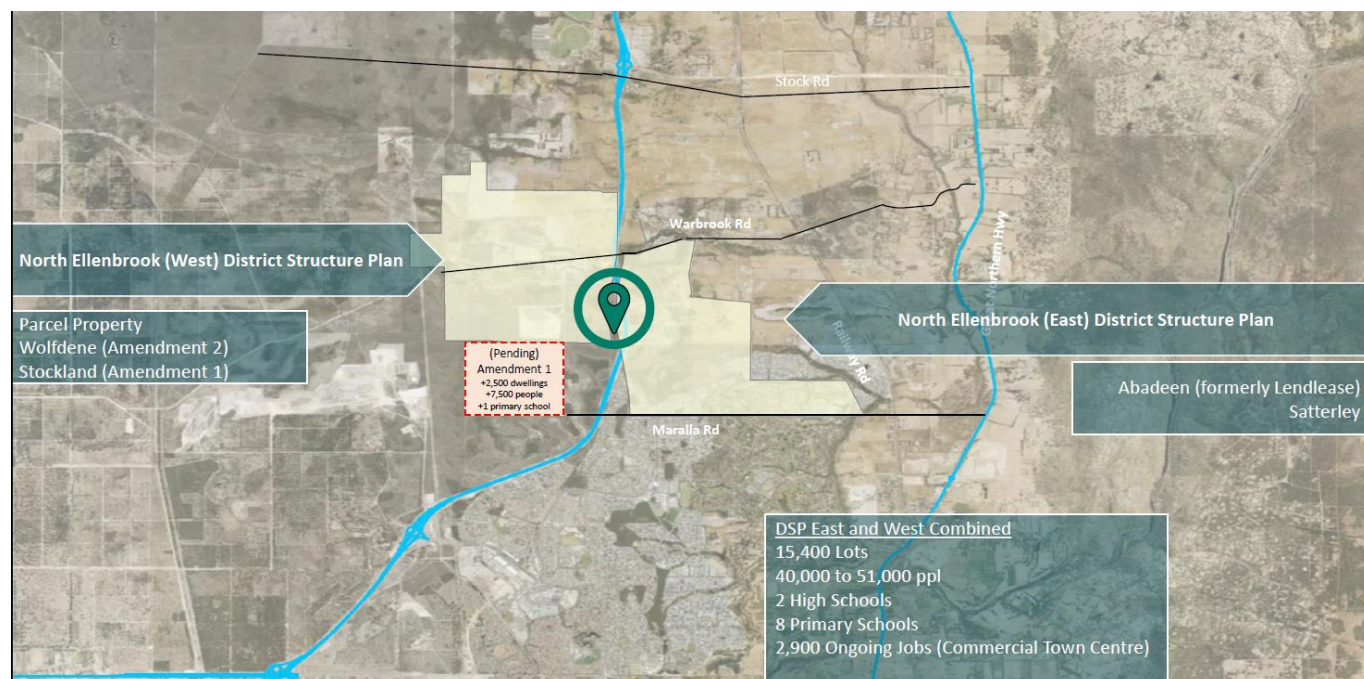 Stock Rd
Warbrook Rd
North Ellenbrook (West) District Structure Plan
Great Northern Hwy
Parcel Property
Wolfdene (Amendment 2)
Stockland (Amendment 1)
North Ellenbrook (East) District Structure Plan
Railway Rd
(Pending)
Amendment 1
+2,500 dwellings
+7,500 people
+1 primary school
Abadeen (formerly Lendlease)
Satterley
Maralla Rd
DSP East and West Combined
15,400 Lots
40,000 to 51,000 ppl
2 High Schools
8 Primary Schools
2,900 Ongoing Jobs (Commercial Town Centre)